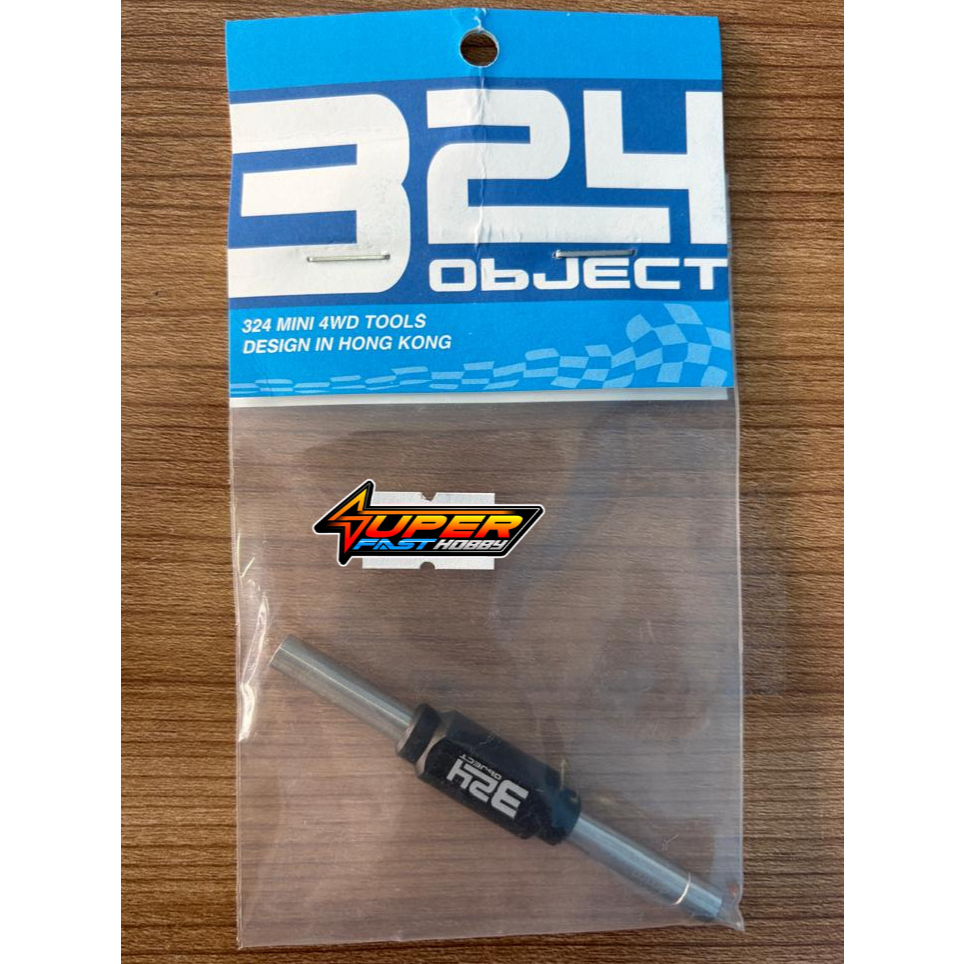 324
OBJECT
324 MINI 4WD TOOLS
DESIGN IN HONG KONG
SUPER
FAST HOBBY
324
OBJECT